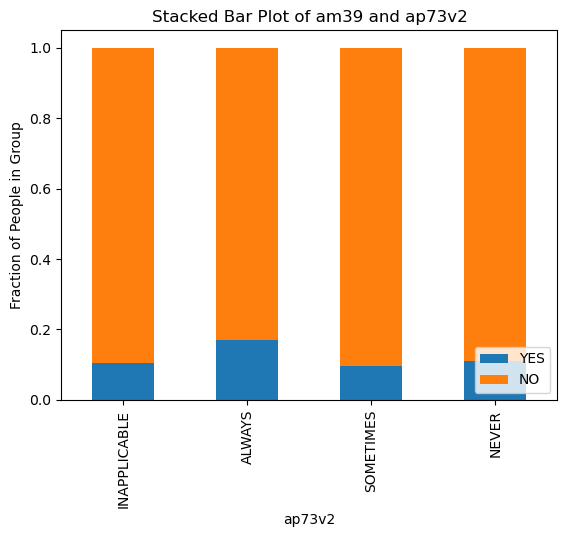 Stacked Bar Plot of am39 and ap73v2
Fraction of People in Group
1.0
0.8
0.6
0.4
0.2
0.0
YES
NO
INAPPLICABLE
ALWAYS
SOMETIMES
NEVER
ap73v2